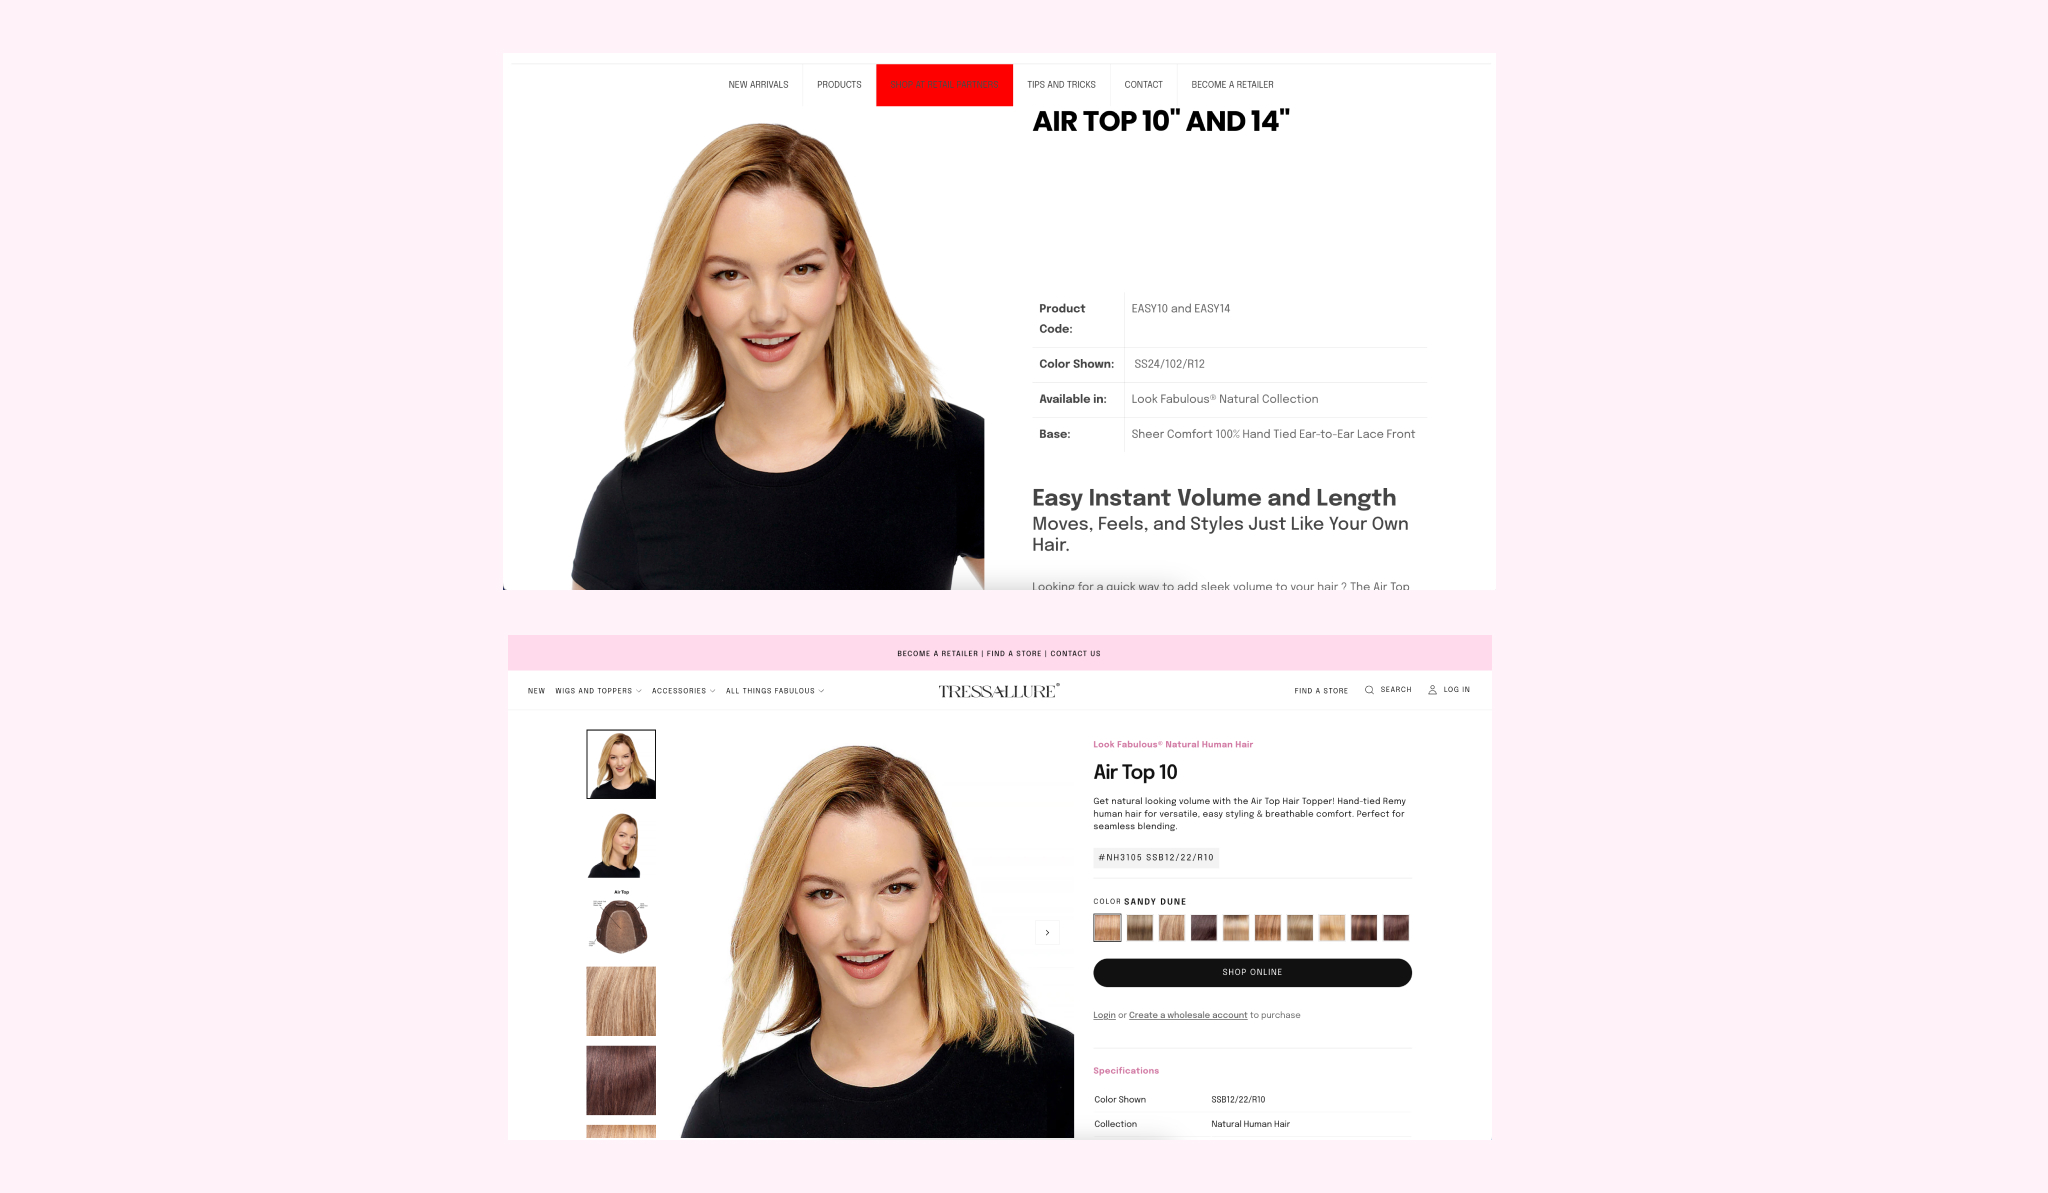 NEW ARRIVALS
PRODUCTS
TIPS AND TRICKS
CONTACT
BECOME A RETAILER
AIR TOP 10" AND 14"
Product Code: EASY10 and EASY14
Color Shown: SS24/102/R12
Available in: Look Fabulous® Natural Collection
Base: Sheer Comfort 100% Hand Tied Ear-to-Ear Lace Front
Easy Instant Volume and Length
Moves, Feels, and Styles Just Like Your Own
Hair.
Looking for a quick way to add sleek volume to your hair ? The Air Top
BECOME A RETAILER | FIND A STORE | CONTACT US
NEW
WIGS AND TOPPERS
ACCESSORIES
ALL THINGS FABULOUS
TRESSALLURE®
FIND A STORE
SEARCH
LOG IN
Air Top
Look Fabulous® Natural Human Hair
Air Top 10
Get natural looking volume with the Air Top Hair Topper! Hand-tied Remy
human hair for versatile, easy styling & breathable comfort. Perfect for
seamless blending.
#NH3105 SSB12/22/R10
COLOR SANDY DUNE
SHOP ONLINE
Login or Create a wholesale account to purchase
Specifications
Color Shown SSB12/22/R10
Collection Natural Human Hair